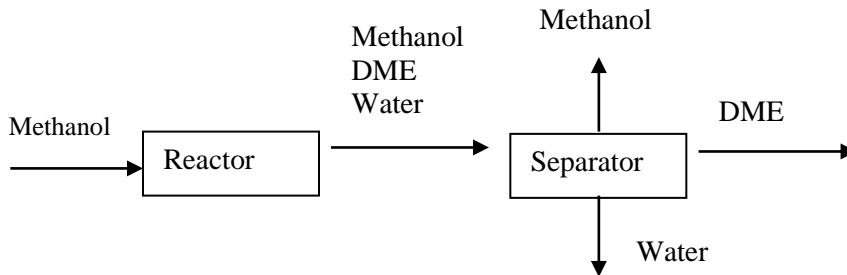 Methanol
Methanol
DME
Water
DME
Methanol
Reactor
Separator
Water